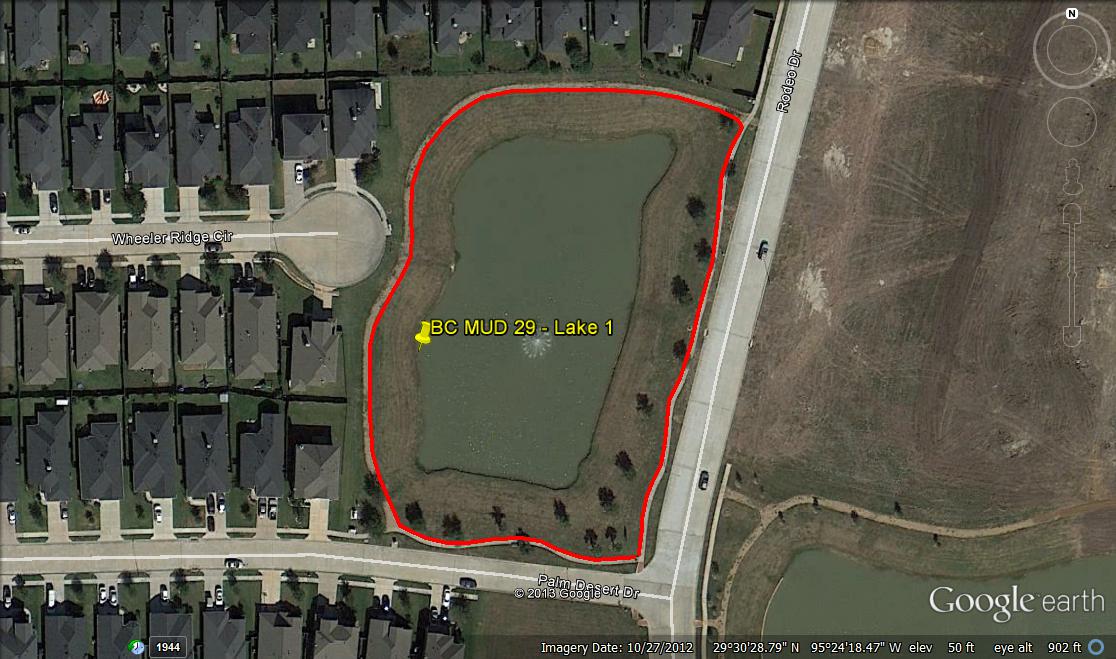 N
Rodeo Dr
Wheeler Ridge Cir
BC MUD 29 - Lake 1
Palm Desert Dr
© 2013 Google
Google earth
1944
Imagery Date: 10/27/2012 29°30'28.79" N 95°24'18.47" W elev 50 ft eye alt 902 ft